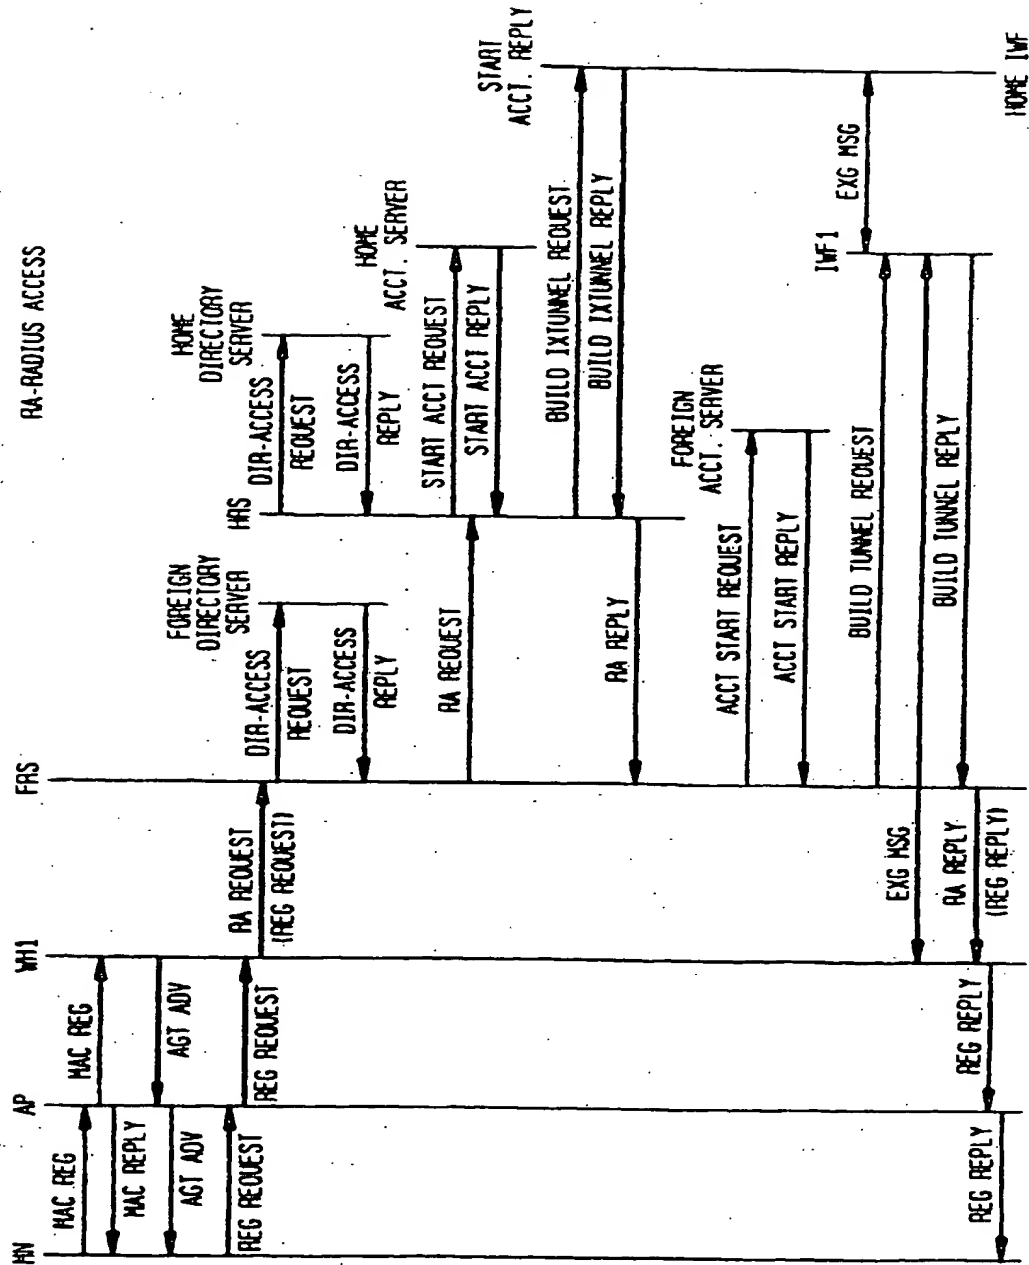 RA-RADIUS ACCESS
MN
AP
WH1
FRS
FOREIGN
DIRECTORY
SERVER
HRS
HOME
DIRECTORY
SERVER
HOME
ACCT. SERVER
START
ACCT. REPLY
MAC REG
MAC REG
MAC REPLY
AGT ADV
AGT ADV
REG REQUEST
REG REQUEST
RA REQUEST
(REG REQUEST)
DIR-ACCESS
REQUEST
DIR-ACCESS
REPLY
DIR-ACCESS
REQUEST
DIR-ACCESS
REPLY
RA REQUEST
START ACCT REQUEST
START ACCT REPLY
BUILD IXTUNNEL REQUEST
BUILD IXTUNNEL REPLY
RA REPLY
FOREIGN
ACCT. SERVER
ACCT START REQUEST
ACCT START REPLY
IWF1
EXG MSG
BUILD TUNNEL REQUEST
EXG MSG
BUILD TUNNEL REPLY
RA REPLY
(REG REPLY)
REG REPLY
REG REPLY
HOME IWF